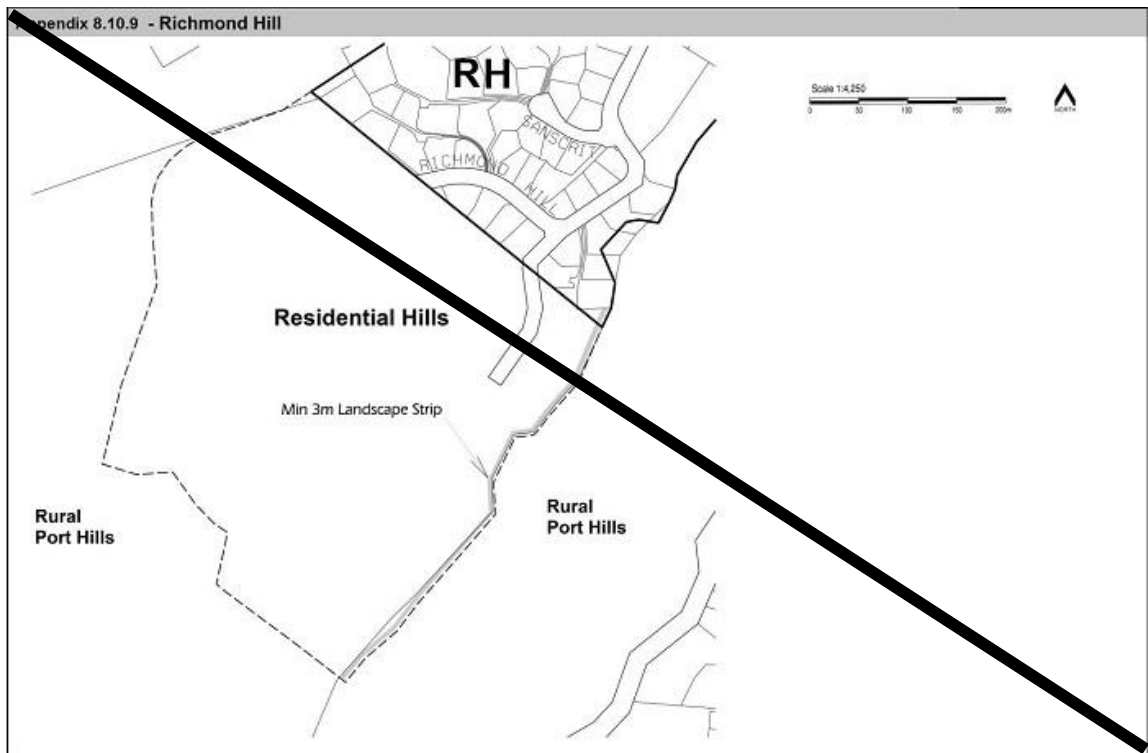 Appendix 8.10.9 - Richmond Hill
RH
Scale 1:4,250
0 50 100 150 200m
NORTH
SANSCRIT
RICHMOND HILL
Residential Hills
Min 3m Landscape Strip
Rural
Port Hills
Rural
Port Hills